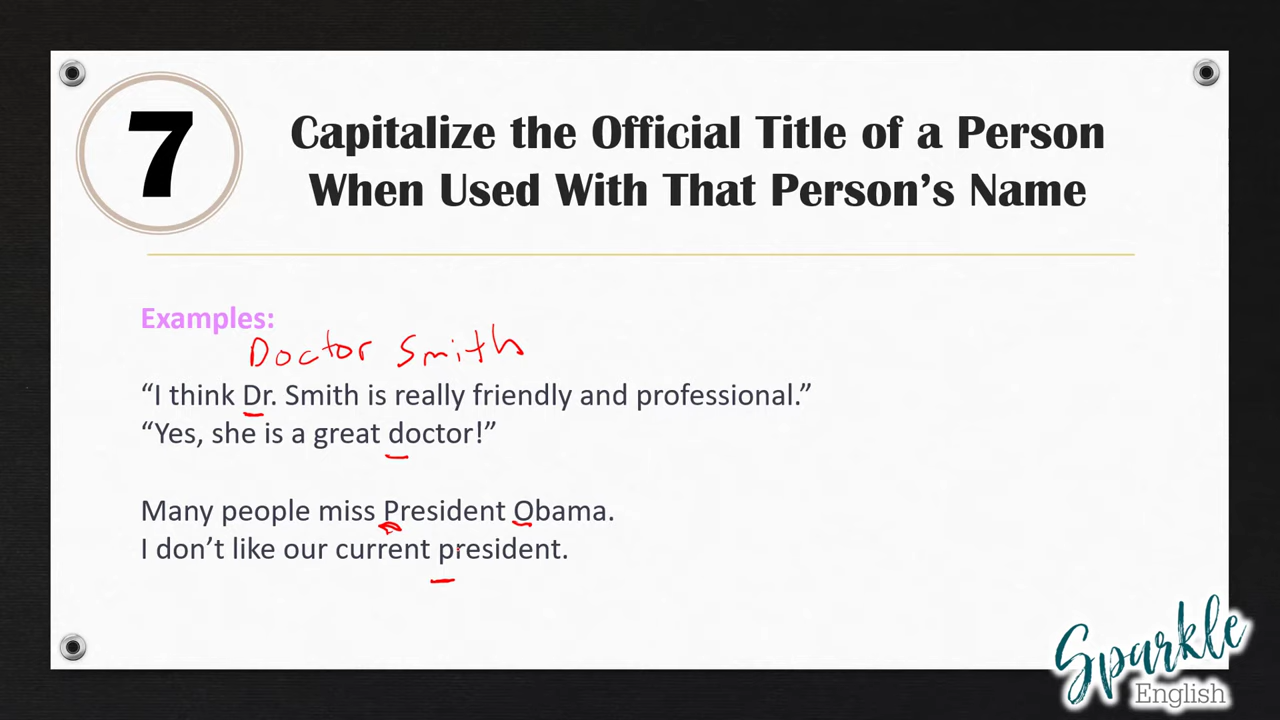 7
Capitalize the Official Title of a Person
When Used With That Person’s Name
Examples:
Doctor Smith
“I think Dr. Smith is really friendly and professional.”
“Yes, she is a great doctor!”
Many people miss President Obama.
I don’t like our current president.
Sparkle
English